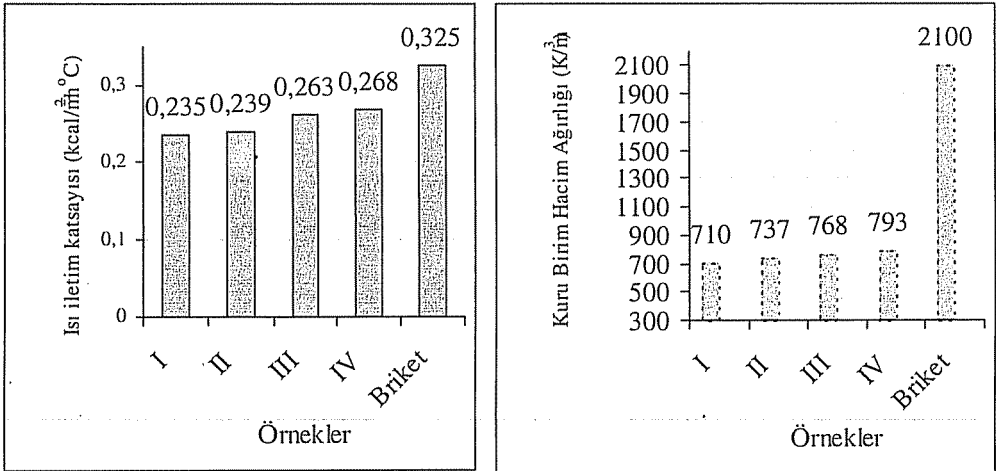 Isı iletim katsayısı (kcal/m²h °C)
0,3
0,2
0,1
0
0,235
0,239
0,263
0,268
0,325
I
II
III
IV
Briket
Örnekler
Kuru Birim Hacim Ağırlığı (K/m³)
2100
1900
1700
1500
1300
1100
900
700
500
300
710
737
768
793
2100
I
II
III
IV
Briket
Örnekler